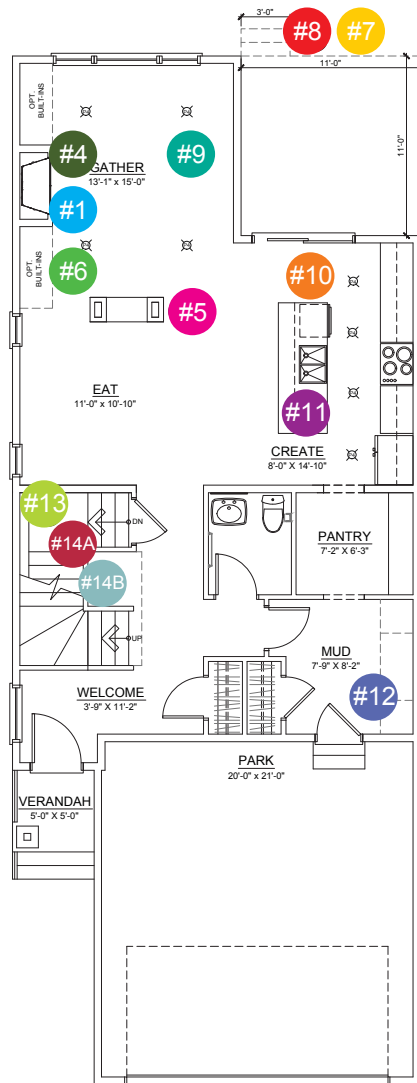 3'-0"
#8
#7
11'-0"
OPT.
BUILT-INS
11'-0"
#4
#9
GATHER
13'-1" x 15'-0"
#1
OPT.
BUILT-INS
#6
#10
#5
EAT
11'-0" x 10'-10"
#11
CREATE
8'-0" X 14'-10"
#13
DN
#14A
PANTRY
7'-2" X 6'-3"
#14B
UP
MUD
7'-9" X 8'-2"
WELCOME
3'-9" X 11'-2"
#12
PARK
20'-0" x 21'-0"
VERANDAH
5'-0" X 5'-0"